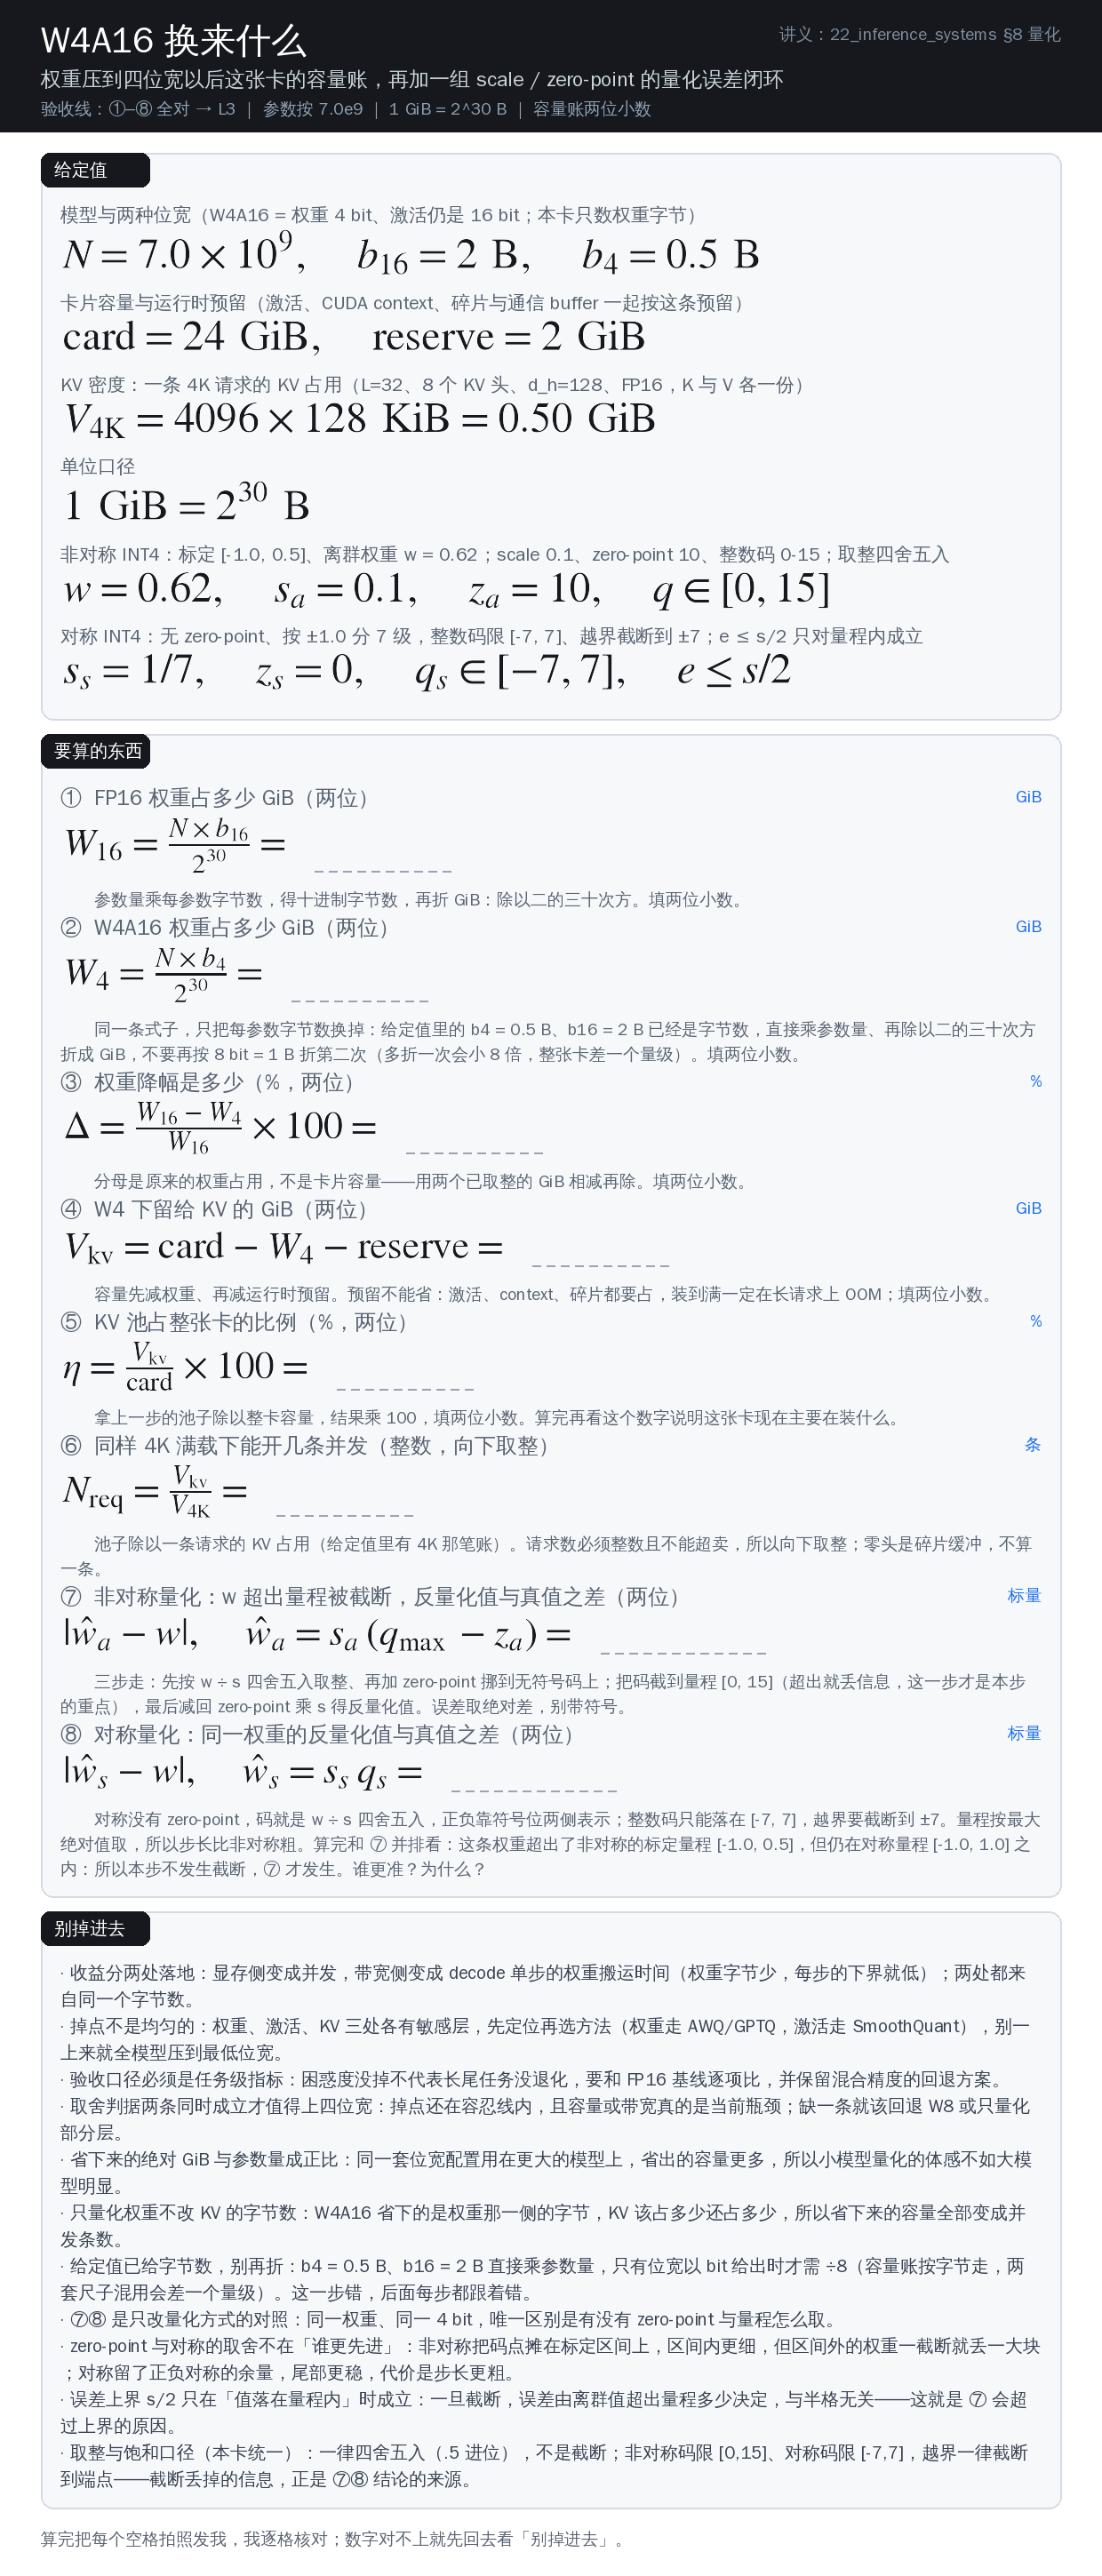 W4A16 换来什么
讲义：22_inference_systems §8 量化
权重压到四位宽以后这张卡的容量账，再加一组 scale / zero-point 的量化误差闭环
验收线：①–⑧ 全对 → L3 ｜ 参数按 7.0e9 ｜ 1 GiB = 2^30 B ｜ 容量账两位小数
给定值
模型与两种位宽（W4A16 = 权重 4 bit、激活仍是 16 bit；本卡只数权重字节）
N = 7.0 × 10^9, b_16 = 2 B, b_4 = 0.5 B
卡片容量与运行时预留（激活、CUDA context、碎片与通信 buffer 一起按这条预留）
card = 24 GiB, reserve = 2 GiB
KV 密度：一条 4K 请求的 KV 占用（L=32、8 个 KV 头、d_h=128、FP16，K 与 V 各一份）
V_4K = 4096 × 128 KiB = 0.50 GiB
单位口径
1 GiB = 2^30 B
非对称 INT4：标定 [-1.0, 0.5]、离群权重 w = 0.62；scale 0.1、zero-point 10、整数码 0-15；取整四舍五入
w = 0.62, s_a = 0.1, z_a = 10, q ∈ [0, 15]
对称 INT4：无 zero-point、按 ±1.0 分 7 级，整数码限 [-7, 7]、越界截断到 ±7；e ≤ s/2 只对量程内成立
s_s = 1/7, z_s = 0, q_s ∈ [−7, 7], e ≤ s/2
要算的东西
① FP16 权重占多少 GiB（两位）
GiB
W_16 = (N × b_16) / 2^30 =
参数量乘每参数字节数，得十进制字节数，再折 GiB：除以二的三十次方。填两位小数。
② W4A16 权重占多少 GiB（两位）
GiB
W_4 = (N × b_4) / 2^30 =
同一条式子，只把每参数字节数换掉：给定值里的 b4 = 0.5 B、b16 = 2 B 已经是字节数，直接乘参数量、再除以二的三十次方
折成 GiB，不要再按 8 bit = 1 B 折第二次（多折一次会小 8 倍，整张卡差一个量级）。填两位小数。
③ 权重降幅是多少（%，两位）
%
Δ = (W_16 − W_4) / W_16 × 100 =
分母是原来的权重占用，不是卡片容量——用两个已取整的 GiB 相减再除。填两位小数。
④ W4 下留给 KV 的 GiB（两位）
GiB
V_kv = card − W_4 − reserve =
容量先减权重、再减运行时预留。预留不能省：激活、context、碎片都要占，装到满一定在长请求上 OOM；填两位小数。
⑤ KV 池占整张卡的比例（%，两位）
%
η = V_kv / card × 100 =
拿上一步的池子除以整卡容量，结果乘 100，填两位小数。算完再看这个数字说明这张卡现在主要在装什么。
⑥ 同样 4K 满载下能开几条并发（整数，向下取整）
条
N_req = V_kv / V_4K =
池子除以一条请求的 KV 占用（给定值里有 4K 那笔账）。请求数必须整数且不能超卖，所以向下取整；零头是碎片缓冲，不算
一条。
⑦ 非对称量化：w 超出量程被截断，反量化值与真值之差（两位）
标量
|ŵ_a − w|, ŵ_a = s_a (q_max − z_a) =
三步走：先按 w ÷ s 四舍五入取整、再加 zero-point 挪到无符号码上；把码截到量程 [0, 15]（超出就丢信息，这一步才是本步
的重点），最后减回 zero-point 乘 s 得反量化值。误差取绝对差，别带符号。
⑧ 对称量化：同一权重的反量化值与真值之差（两位）
标量
|ŵ_s − w|, ŵ_s = s_s q_s =
对称没有 zero-point，码就是 w ÷ s 四舍五入，正负靠符号位两侧表示；整数码只能落在 [-7, 7]，越界要截断到 ±7。量程按最大
绝对值取，所以步长比非对称粗。算完和 ⑦ 并排看：这条权重超出了非对称的标定量程 [-1.0, 0.5]，但仍在对称量程 [-1.0, 1.0] 之
内：所以本步不发生截断，⑦ 才发生。谁更准？为什么？
别掉进去
· 收益分两处落地：显存侧变成并发，带宽侧变成 decode 单步的权重搬运时间（权重字节少，每步的下界就低）；两处都来
自同一个字节数。
· 掉点不是均匀的：权重、激活、KV 三处各有敏感层，先定位再选方法（权重走 AWQ/GPTQ，激活走 SmoothQuant），别一
上来就全模型压到最低位宽。
· 验收口径必须是任务级指标：困惑度没掉不代表长尾任务没退化，要和 FP16 基线逐项比，并保留混合精度的回退方案。
· 取舍判据两条同时成立才值得上四位宽：掉点还在容忍线内，且容量或带宽真的是当前瓶颈；缺一条就该回退 W8 或只量化
部分层。
· 省下来的绝对 GiB 与参数量成正比：同一套位宽配置用在更大的模型上，省出的容量更多，所以小模型量化的体感不如大模
型明显。
· 只量化权重不改 KV 的字节数：W4A16 省下的是权重那一侧的字节，KV 该占多少还占多少，所以省下来的容量全部变成并
发条数。
· 给定值已给字节数，别再折：b4 = 0.5 B、b16 = 2 B 直接乘参数量，只有位宽以 bit 给出时才需 ÷8（容量账按字节走，两
套尺子混用会差一个量级）。这一步错，后面每步都跟着错。
· ⑦⑧ 是只改量化方式的对照：同一权重、同一 4 bit，唯一区别是有没有 zero-point 与量程怎么取。
· zero-point 与对称的取舍不在「谁更先进」：非对称把码点摊在标定区间上，区间内更细，但区间外的权重一截断就丢一大块
；对称留了正负对称的余量，尾部更稳，代价是步长更粗。
· 误差上界 s/2 只在「值落在量程内」时成立：一旦截断，误差由离群值超出量程多少决定，与半格无关——这就是 ⑦ 会超
过上界的原因。
· 取整与饱和口径（本卡统一）：一律四舍五入（.5 进位），不是截断；非对称码限 [0,15]、对称码限 [-7,7]，越界一律截断
到端点——截断丢掉的信息，正是 ⑦⑧ 结论的来源。
算完把每个空格拍照发我，我逐格核对；数字对不上就先回去看「别掉进去」。